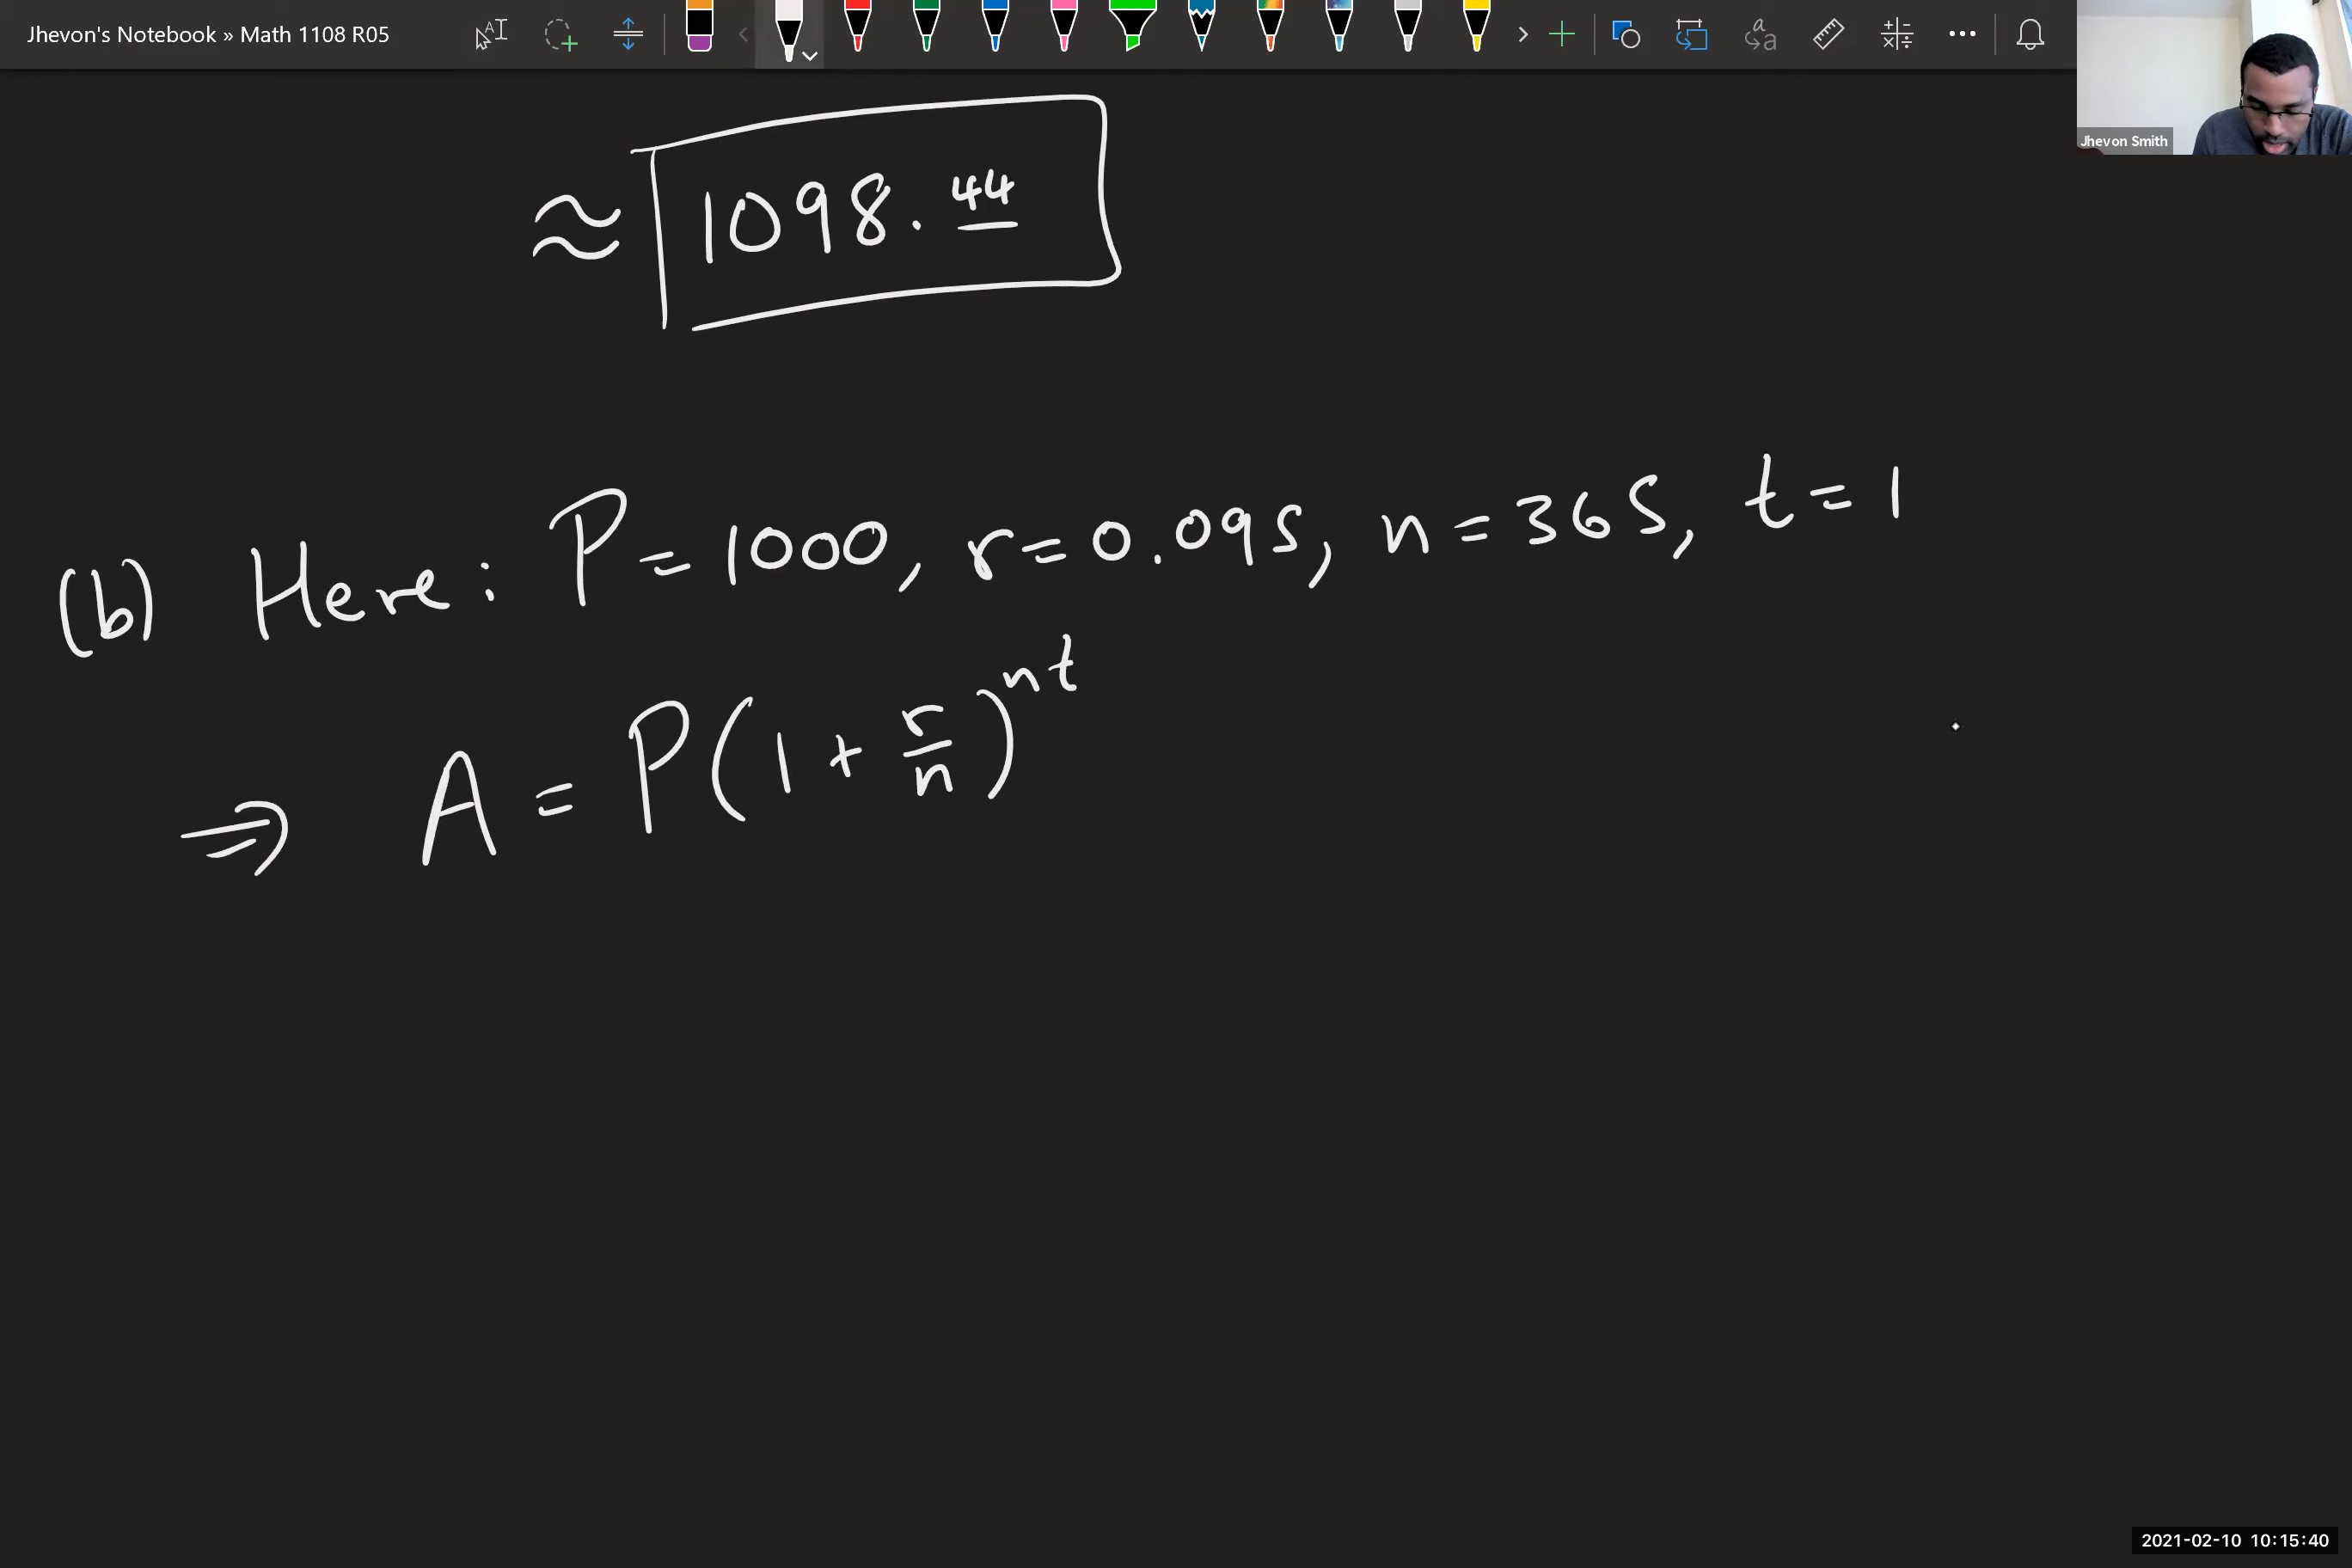 Jhevon's Notebook » Math 1108 R05
Jhevon Smith
≈ 1098.44
(b) Here: P = 1000, r = 0.095, n = 365, t = 1
⇒ A = P(1 + r/n)^nt
2021-02-10 10:15:40